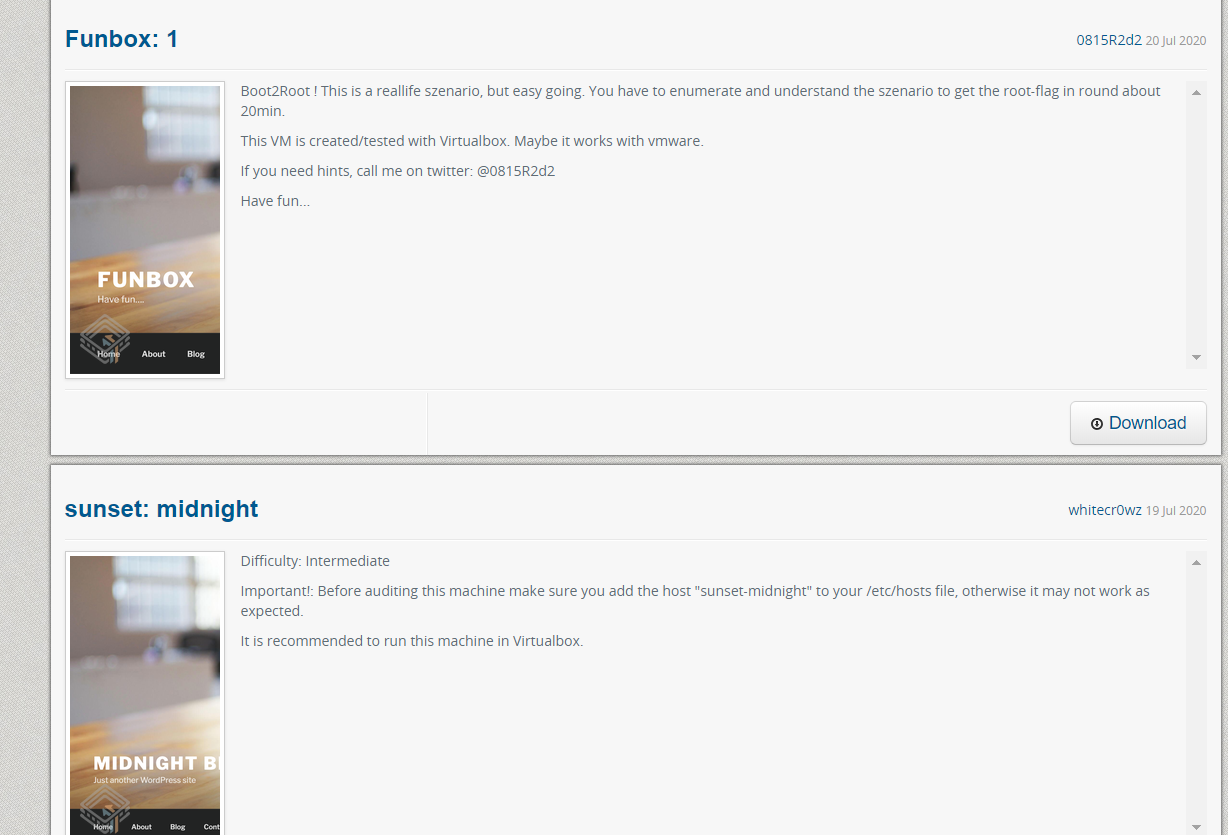 Funbox: 1
0815R2d2 20 Jul 2020
Boot2Root ! This is a reallife szenario, but easy going. You have to enumerate and understand the szenario to get the root-flag in round about
20min.
This VM is created/tested with Virtualbox. Maybe it works with vmware.
If you need hints, call me on twitter: @0815R2d2
Have fun...
FUNBOX
Have fun....
Home About Blog
Download
sunset: midnight
whitecr0wz 19 Jul 2020
Difficulty: Intermediate
Important!: Before auditing this machine make sure you add the host "sunset-midnight" to your /etc/hosts file, otherwise it may not work as
expected.
It is recommended to run this machine in Virtualbox.
MIDNIGHT B
Just another WordPress site
Home About Blog Cont